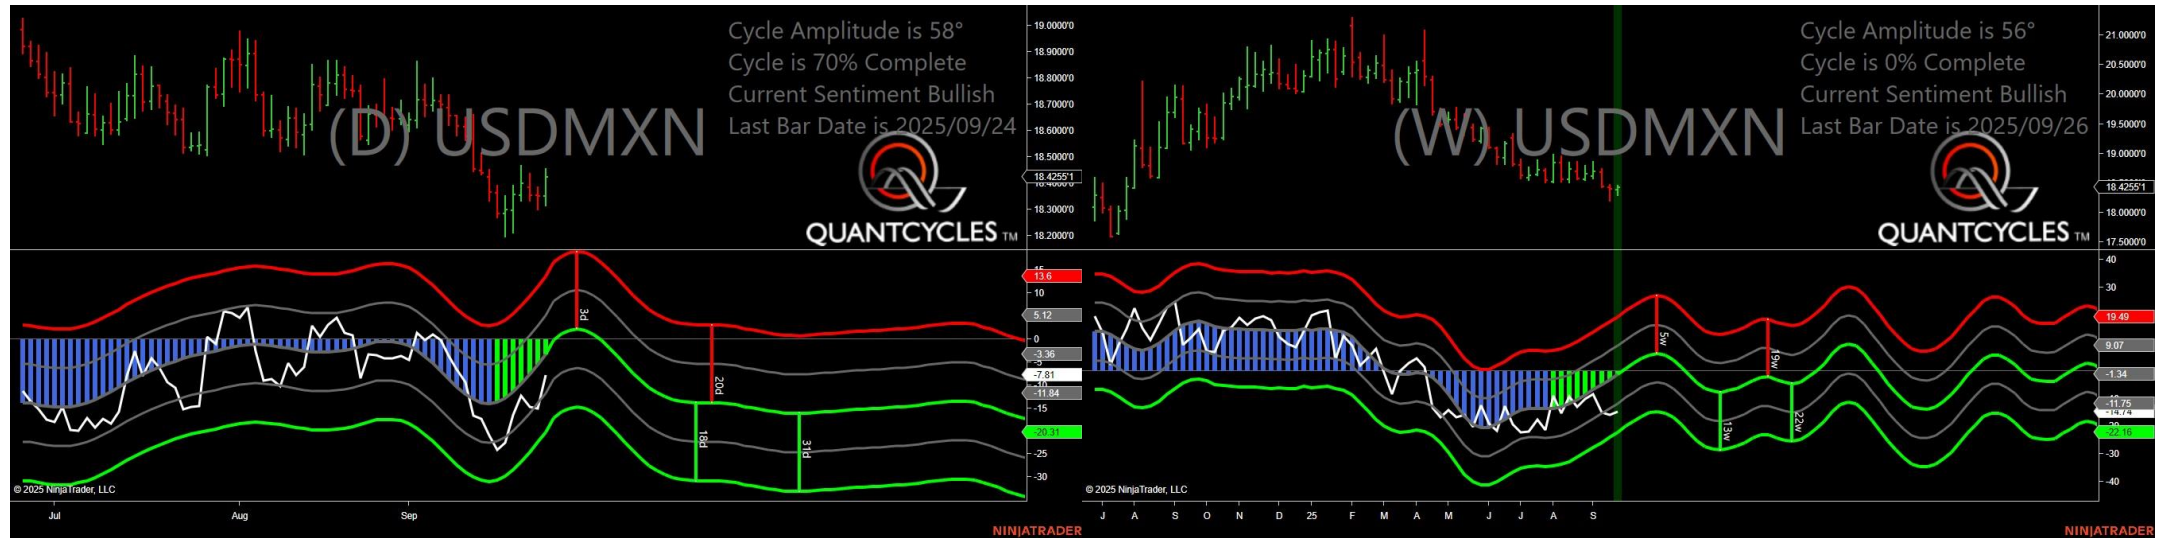 Cycle Amplitude is 58°
Cycle is 70% Complete
Current Sentiment Bullish
Last Bar Date is 2025/09/24
(D) USDMXN
QUANTCYCLES TM
19.0000'0
18.9000'0
18.8000'0
18.7000'0
18.6000'0
18.5000'0
18.4255'1
18.3000'0
18.2000'0
13.6
10
5.12
0
-3.36
-7.81
-11.84
-15
-20.31
-25
-30
3d
20d
18d
31d
© 2025 NinjaTrader, LLC
Jul
Aug
Sep
NINJATRADER
Cycle Amplitude is 56°
Cycle is 0% Complete
Current Sentiment Bullish
Last Bar Date is 2025/09/26
(W) USDMXN
QUANTCYCLES TM
21.0000'0
20.5000'0
20.0000'0
19.5000'0
19.0000'0
18.4255'1
18.0000'0
17.5000'0
40
30
19.49
9.07
-1.34
-11.75
-14.74
-22.16
-30
-40
5w
19w
13w
22w
© 2025 NinjaTrader, LLC
J A S O N D 25 F M A M J J A S
NINJATRADER